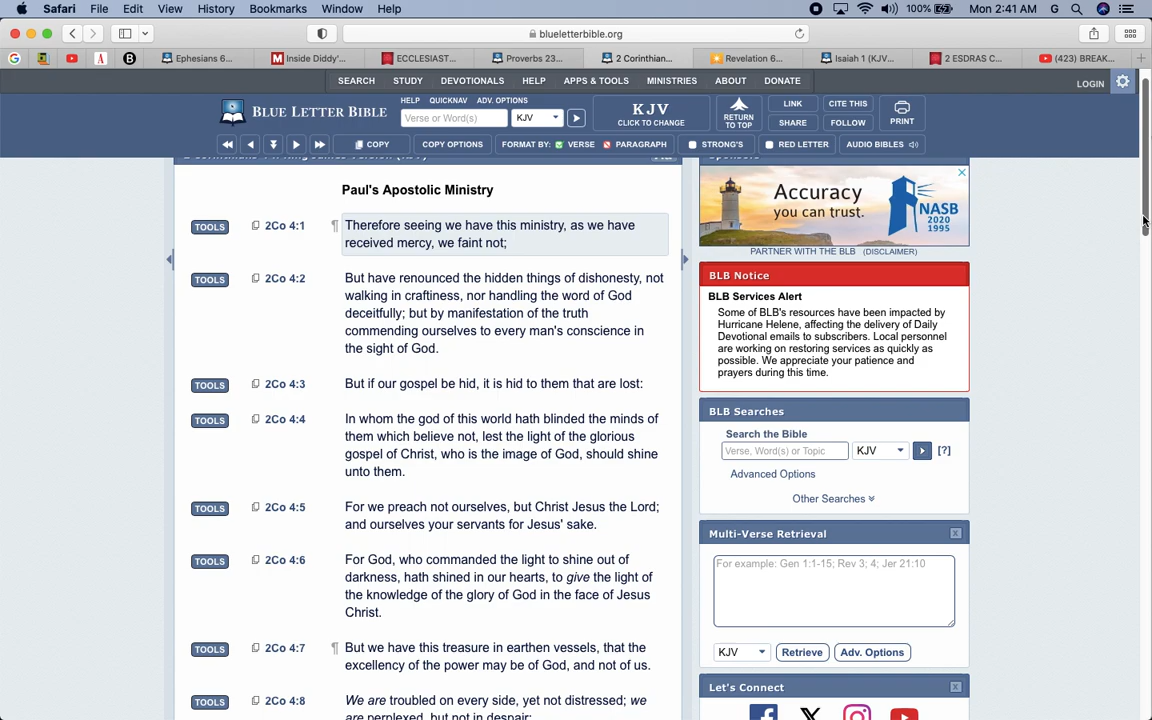 Safari File Edit View History Bookmarks Window Help 100% Mon 2:41 AM G
blueletterbible.org
Ephesians 6... Inside Diddy'... ECCLESIAST... Proverbs 23... 2 Corinthian... Revelation 6... Isaiah 1 (KJV... 2 ESDRAS C... (423) BREAK...
SEARCH STUDY DEVOTIONALS HELP APPS & TOOLS MINISTRIES ABOUT DONATE LOGIN
HELP QUICKNAV ADV. OPTIONS
BLUE LETTER BIBLE
Verse or Word(s) KJV
KJV
CLICK TO CHANGE
RETURN
TO TOP
LINK CITE THIS
SHARE FOLLOW
PRINT
COPY COPY OPTIONS FORMAT BY: VERSE PARAGRAPH STRONG'S RED LETTER AUDIO BIBLES
Paul's Apostolic Ministry
TOOLS 2Co 4:1 ¶ Therefore seeing we have this ministry, as we have
received mercy, we faint not;
TOOLS 2Co 4:2 But have renounced the hidden things of dishonesty, not
walking in craftiness, nor handling the word of God
deceitfully; but by manifestation of the truth
commending ourselves to every man's conscience in
the sight of God.
TOOLS 2Co 4:3 But if our gospel be hid, it is hid to them that are lost:
TOOLS 2Co 4:4 In whom the god of this world hath blinded the minds of
them which believe not, lest the light of the glorious
gospel of Christ, who is the image of God, should shine
unto them.
TOOLS 2Co 4:5 For we preach not ourselves, but Christ Jesus the Lord;
and ourselves your servants for Jesus' sake.
TOOLS 2Co 4:6 For God, who commanded the light to shine out of
darkness, hath shined in our hearts, to give the light of
the knowledge of the glory of God in the face of Jesus
Christ.
TOOLS 2Co 4:7 ¶ But we have this treasure in earthen vessels, that the
excellency of the power may be of God, and not of us.
TOOLS 2Co 4:8 We are troubled on every side, yet not distressed; we
are perplexed, but not in despair;
Sponsors
Accuracy
you can trust.
NASB
2020
1995
PARTNER WITH THE BLB (DISCLAIMER)
BLB Notice
BLB Services Alert
Some of BLB's resources have been impacted by
Hurricane Helene, affecting the delivery of Daily
Devotional emails to subscribers. Local personnel
are working on restoring services as quickly as
possible. We appreciate your patience and
prayers during this time.
BLB Searches
Search the Bible
Verse, Word(s) or Topic KJV [?]
Advanced Options
Other Searches
Multi-Verse Retrieval
For example: Gen 1:1-15; Rev 3; 4; Jer 21:10
KJV Retrieve Adv. Options
Let's Connect